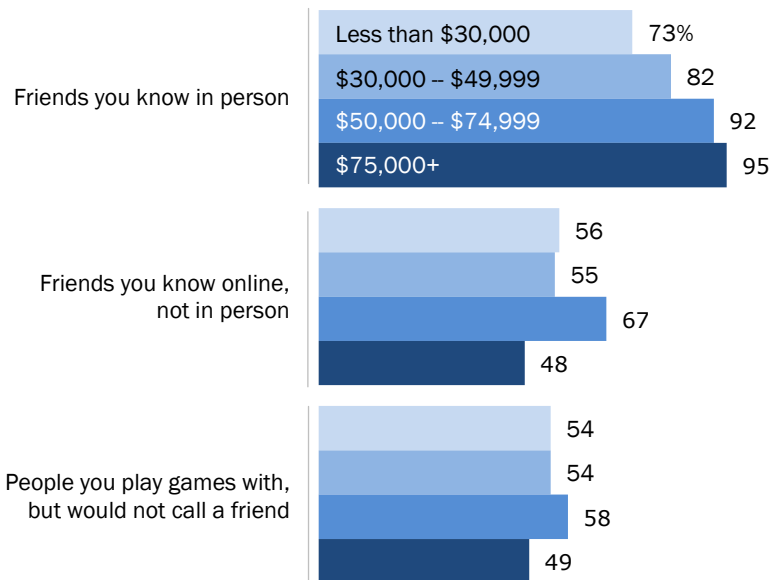 Less than $30,000 73%
Friends you know in person
$30,000 -- $49,999 82
$50,000 -- $74,999 92
$75,000+ 95
56
Friends you know online,
not in person
55
67
48
54
People you play games with,
but would not call a friend
54
58
49